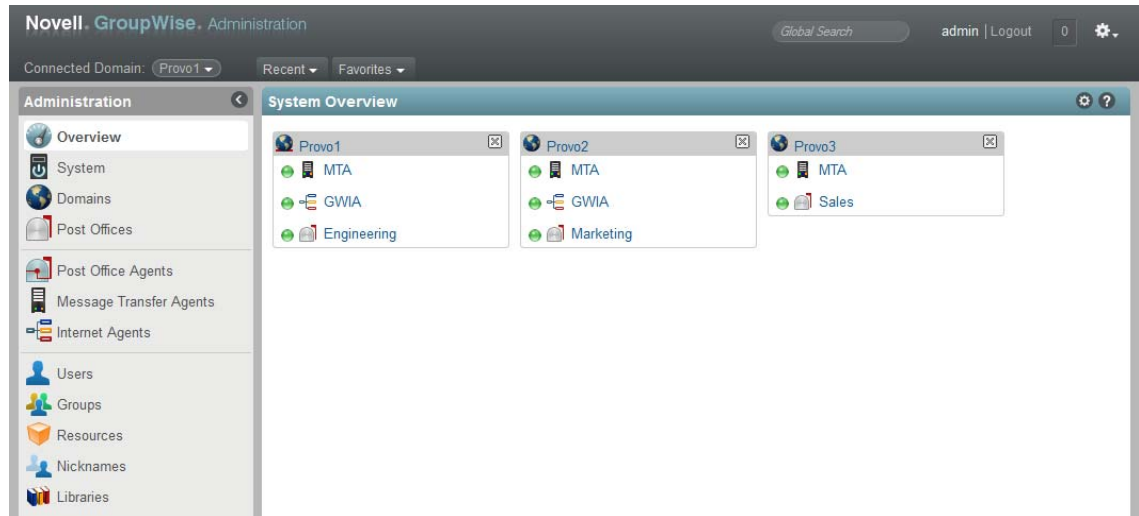 Novell. GroupWise. Administration
Global Search
admin | Logout
0
Connected Domain: Provo1
Recent
Favorites
Administration
Overview
System
Domains
Post Offices
Post Office Agents
Message Transfer Agents
Internet Agents
Users
Groups
Resources
Nicknames
Libraries
System Overview
?
Provo1
MTA
GWIA
Engineering
Provo2
MTA
GWIA
Marketing
Provo3
MTA
Sales